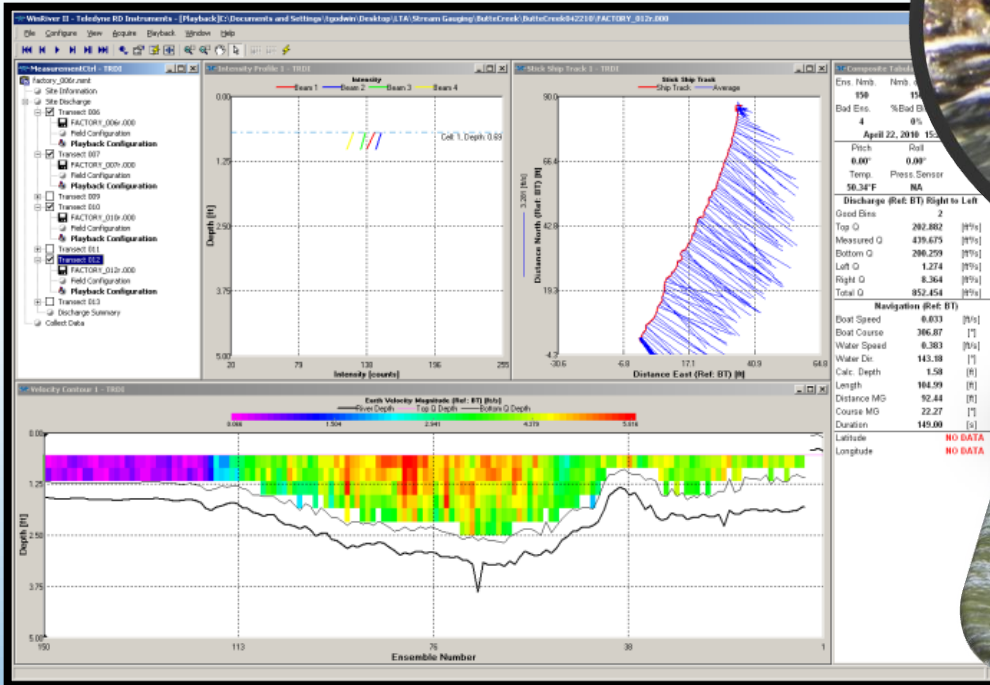 WinRiver II - Teledyne RD Instruments - [Playback]C:\Documents and Settings\tgodwin\Desktop\LTA\Stream Gauging\ButteCreek\ButteCreek042210\FACTORY_012r.000
File Configure View Acquire Playback Window Help
MeasurementCtrl - TRDI
factory_006r.mmt
Site Information
Site Discharge
Transect 006
FACTORY_006r.000
Field Configuration
Playback Configuration
Transect 007
FACTORY_007r.000
Field Configuration
Playback Configuration
Transect 009
Transect 010
FACTORY_010r.000
Field Configuration
Playback Configuration
Transect 011
Transect 012
FACTORY_012r.000
Field Configuration
Playback Configuration
Transect 013
Discharge Summary
Collect Data
Intensity Profile 1 - TRDI
Intensity
Beam 1 Beam 2 Beam 3 Beam 4
0.00
Cell: 1, Depth: 0.69
1.25
Depth [ft]
2.50
3.75
5.00
20 79 138 196 255
Intensity [counts]
Stick Ship Track 1 - TRDI
Stick Ship Track
Ship Track Average
90.0
66.4
3.281 [ft/s]
Distance North (Ref: BT) [ft]
42.8
19.3
-4.3
-30.6 -6.8 17.1 40.9 64.8
Distance East (Ref: BT) [ft]
Composite
Ens. Nmb. Nmb.
150
Bad Ens. %Bad
4 0%
April 22, 2010
Pitch Roll
0.00° 0.00°
Temp. Press. Sensor
50.34°F NA
Discharge (Ref: BT) Right to Left
Good Bins 2
Top Q 202.882 [ft³/s]
Measured Q 439.675 [ft³/s]
Bottom Q 200.259 [ft³/s]
Left Q 1.274 [ft³/s]
Right Q 8.364 [ft³/s]
Total Q 852.454 [ft³/s]
Navigation (Ref: BT)
Boat Speed 0.033 [ft/s]
Boat Course 306.87 [°]
Water Speed 0.383 [ft/s]
Water Dir. 143.18 [°]
Calc. Depth 1.58 [ft]
Length 104.99 [ft]
Distance MG 92.44 [ft]
Course MG 22.27 [°]
Duration 149.00 [s]
Latitude NO DATA
Longitude NO DATA
Velocity Contour 1 - TRDI
Earth Velocity Magnitude (Ref: BT) [ft/s]
River Depth Top Q Depth Bottom Q Depth
0.00
1.25
Depth [ft]
2.50
3.75
5.00
190 113 76 38 1
Ensemble Number